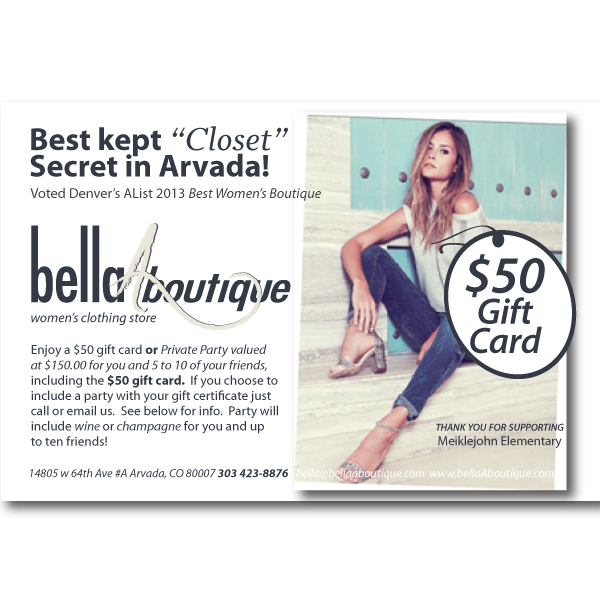 Best kept “Closet”
Secret in Arvada!
Voted Denver’s AList 2013 Best Women’s Boutique
bellaAboutique
women’s clothing store
Enjoy a $50 gift card or Private Party valued
at $150.00 for you and 5 to 10 of your friends,
including the $50 gift card. If you choose to
include a party with your gift certificate just
call or email us. See below for info. Party will
include wine or champagne for you and up
to ten friends!
$50
Gift
Card
THANK YOU FOR SUPPORTING
Meiklejohn Elementary
14805 w 64th Ave #A Arvada, CO 80007 303 423-8876 bella@bellaaboutique.com www.bellaAboutique.com